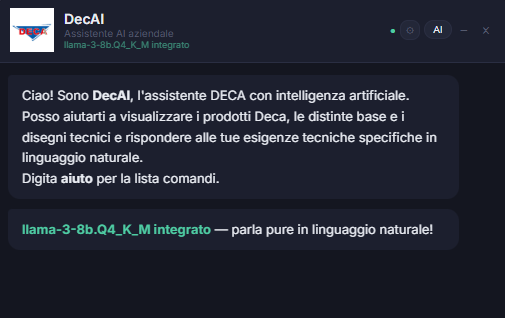 DECA
DecAI
Assistente AI aziendale
llama-3-8b.Q4_K_M integrato
AI
Ciao! Sono DecAI, l'assistente DECA con intelligenza artificiale.
Posso aiutarti a visualizzare i prodotti Deca, le distinte base e i
disegni tecnici e rispondere alle tue esigenze tecniche specifiche in
linguaggio naturale.
Digita aiuto per la lista comandi.
llama-3-8b.Q4_K_M integrato — parla pure in linguaggio naturale!